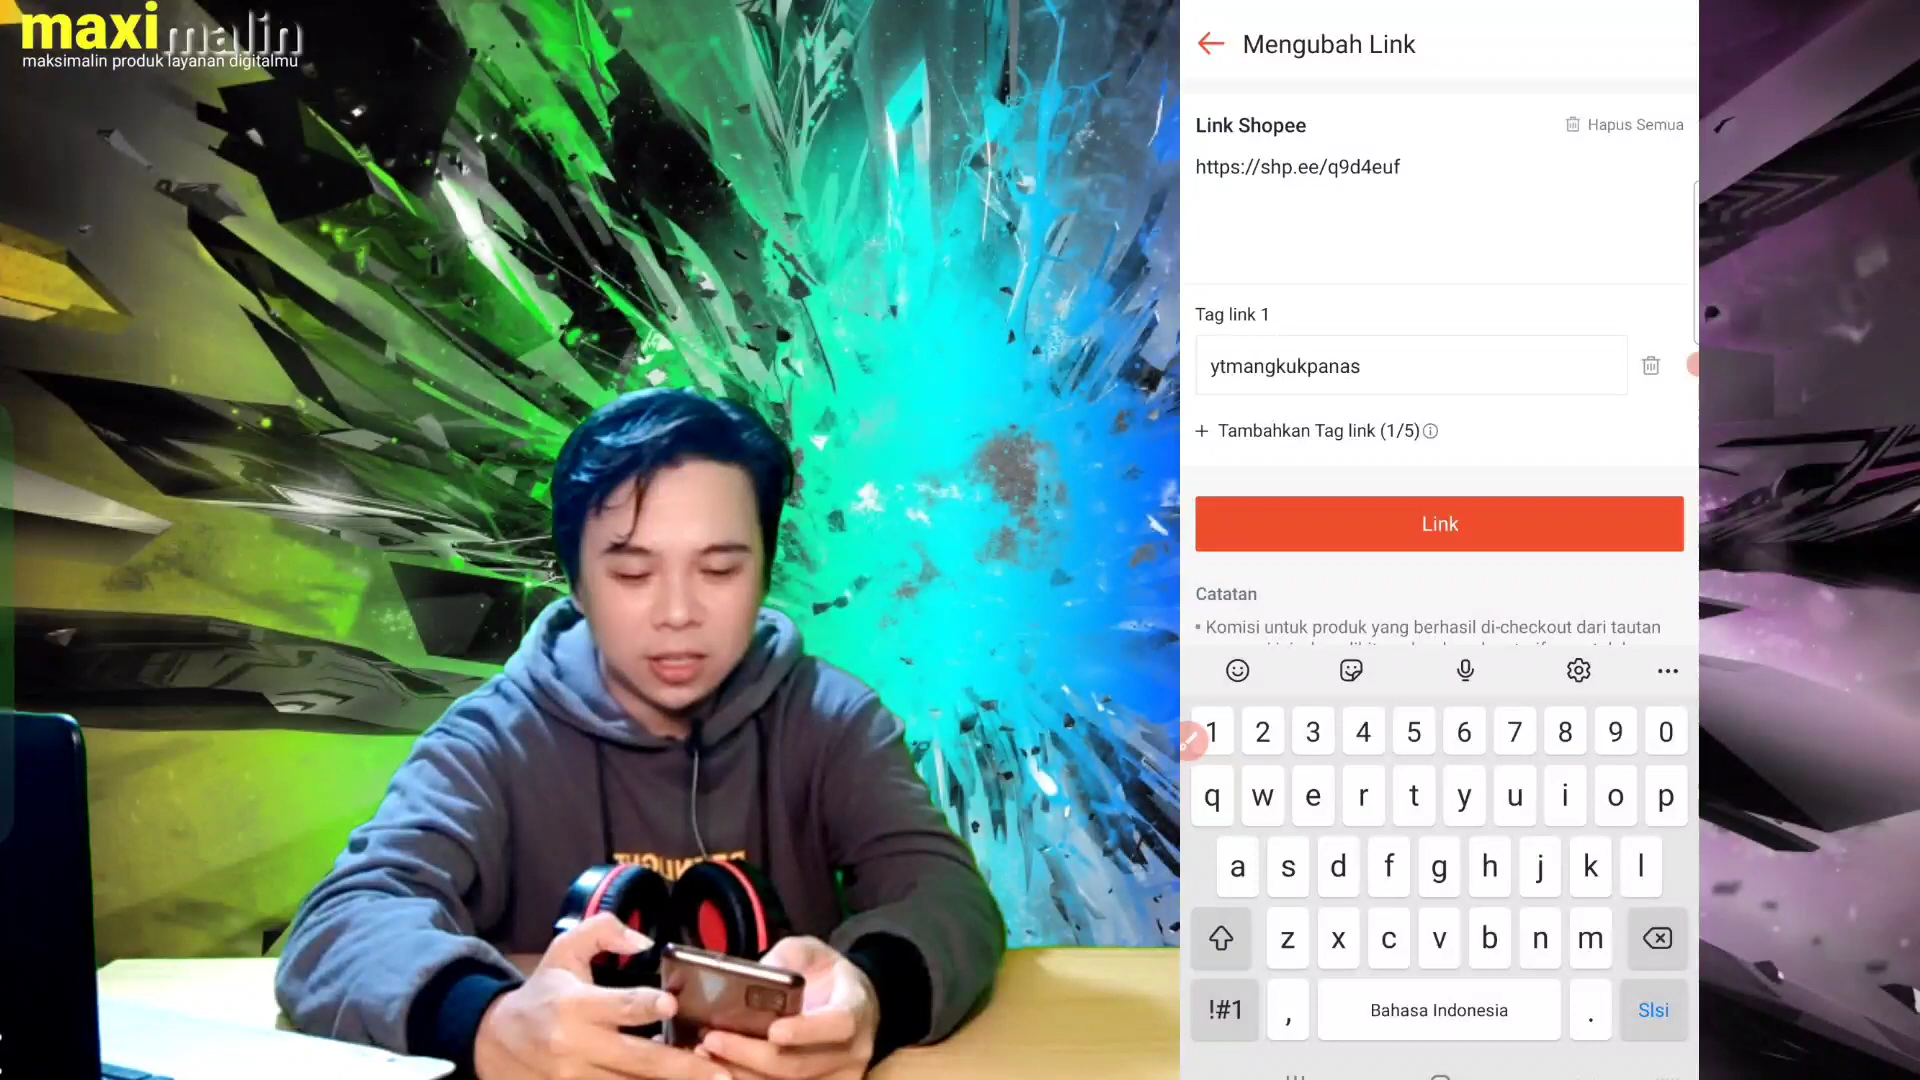 maximalin
maksimalin produk layanan digitalmu
Mengubah Link
Link Shopee
Hapus Semua
https://shp.ee/q9d4euf
Tag link 1
ytmangkukpanas
+ Tambahkan Tag link (1/5)
Link
Catatan
▪ Komisi untuk produk yang berhasil di-checkout dari tautan
1 2 3 4 5 6 7 8 9 0
q w e r t y u i o p
a s d f g h j k l
z x c v b n m
!#1 , Bahasa Indonesia . Slsi